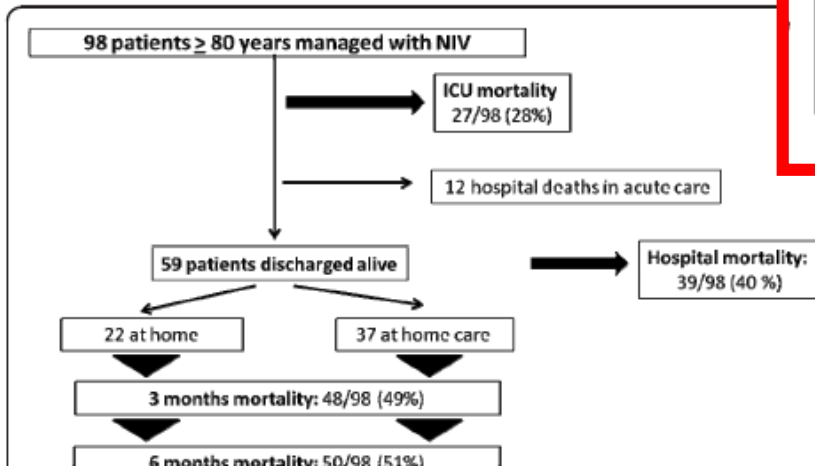 98 patients ≥ 80 years managed with NIV
ICU mortality
27/98 (28%)
12 hospital deaths in acute care
59 patients discharged alive
Hospital mortality:
39/98 (40 %)
22 at home
37 at home care
3 months mortality: 48/98 (49%)
6 months mortality: 50/98 (51%)